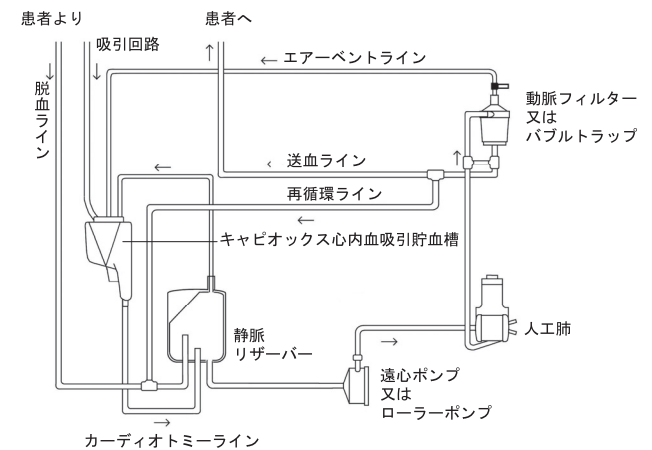 患者より
患者へ
吸引回路
エアーベントライン
脱血ライン
動脈フィルター
又は
バブルトラップ
送血ライン
再循環ライン
キャピオックス心内血吸引貯血槽
静脈
リザーバー
人工肺
遠心ポンプ
又は
ローラーポンプ
カーディオトミーライン